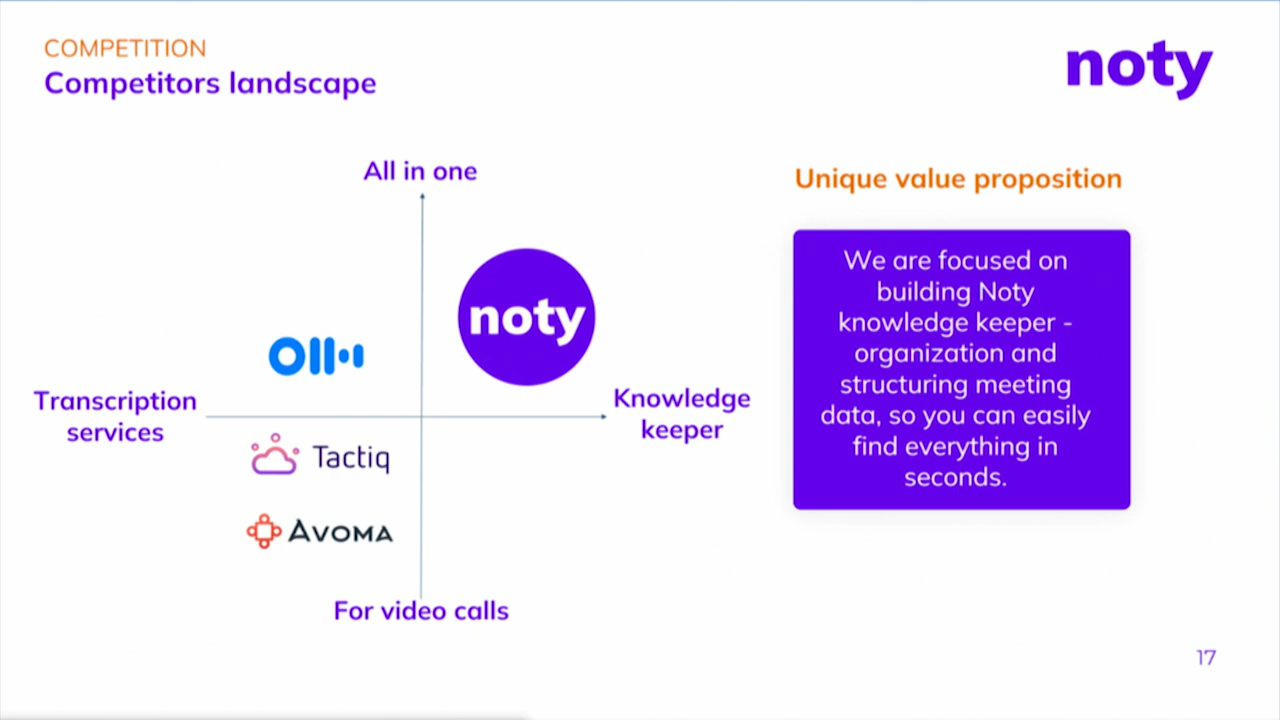 COMPETITION
Competitors landscape
noty
All in one
noty
Transcription
services
Knowledge
keeper
Tactiq
AVOMA
For video calls
Unique value proposition
We are focused on
building Noty
knowledge keeper -
organization and
structuring meeting
data, so you can easily
find everything in
seconds.
17